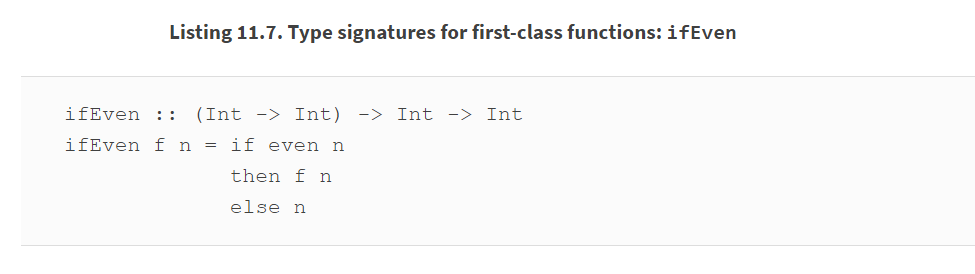 Listing 11.7. Type signatures for first-class functions: ifEven
ifEven :: (Int -> Int) -> Int -> Int
ifEven f n = if even n
             then f n
             else n